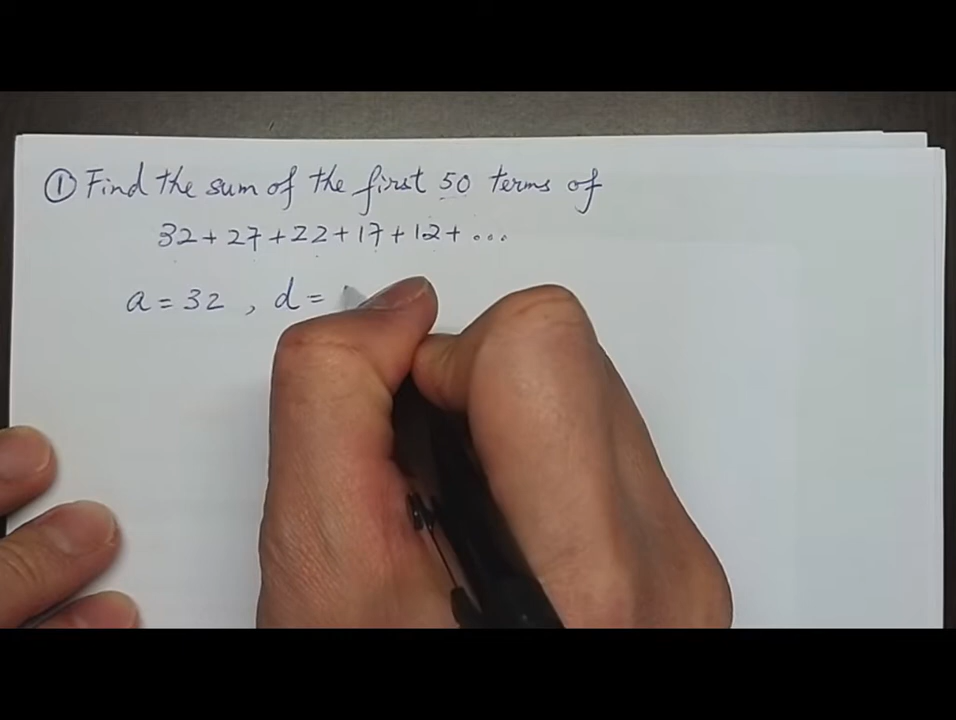 ① Find the sum of the first 50 terms of
32+27+22+17+12+...
a = 32 , d =